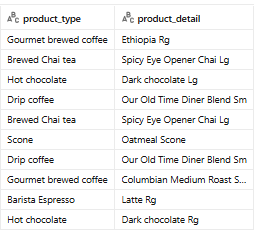 ABC product_type ABC product_detail
Gourmet brewed coffee Ethiopia Rg
Brewed Chai tea Spicy Eye Opener Chai Lg
Hot chocolate Dark chocolate Lg
Drip coffee Our Old Time Diner Blend Sm
Brewed Chai tea Spicy Eye Opener Chai Lg
Scone Oatmeal Scone
Drip coffee Our Old Time Diner Blend Sm
Gourmet brewed coffee Columbian Medium Roast S...
Barista Espresso Latte Rg
Hot chocolate Dark chocolate Rg